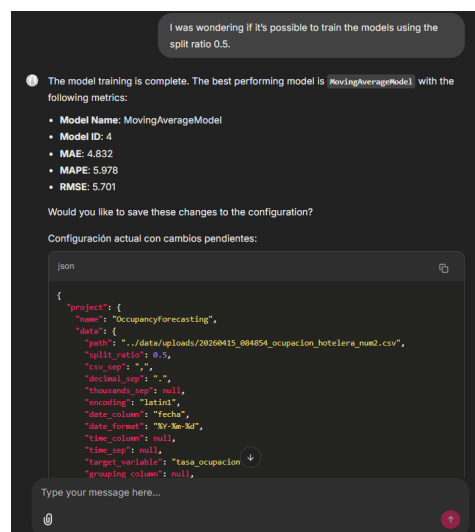 I was wondering if it's possible to train the models using the
split ratio 0.5.
The model training is complete. The best performing model is MovingAverageModel with the
following metrics:
• Model Name: MovingAverageModel
• Model ID: 4
• MAE: 4.832
• MAPE: 5.978
• RMSE: 5.701
Would you like to save these changes to the configuration?
Configuración actual con cambios pendientes:
json
{
"project": {
"name": "OccupancyForecasting",
"data": {
"path": "../data/uploads/20260415_084854_ocupacion_hotelera_num2.csv",
"split_ratio": 0.5,
"csv_sep": ",",
"decimal_sep": ".",
"thousands_sep": null,
"encoding": "latin1",
"date_column": "fecha",
"date_format": "%Y-%m-%d",
"time_column": null,
"time_sep": null,
"target_variable": "tasa_ocupacion
"grouping_column": null,
Type your message here...